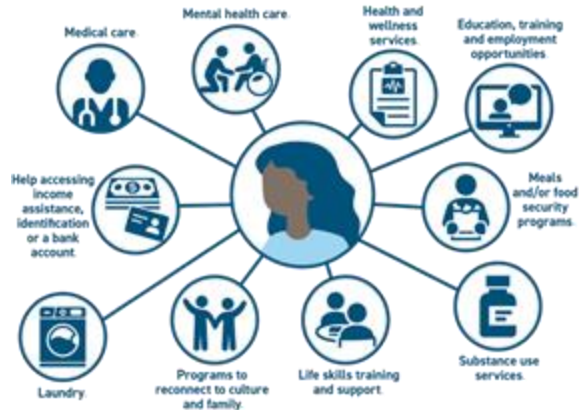 Mental health care.
Medical care.
Health and
wellness
services.
Education, training
and employment
opportunities.
Help accessing
income
assistance,
identification
or a bank
account.
Meals
and/or food
security
programs.
Laundry.
Programs to
reconnect to culture
and family.
Life skills training
and support.
Substance use
services.